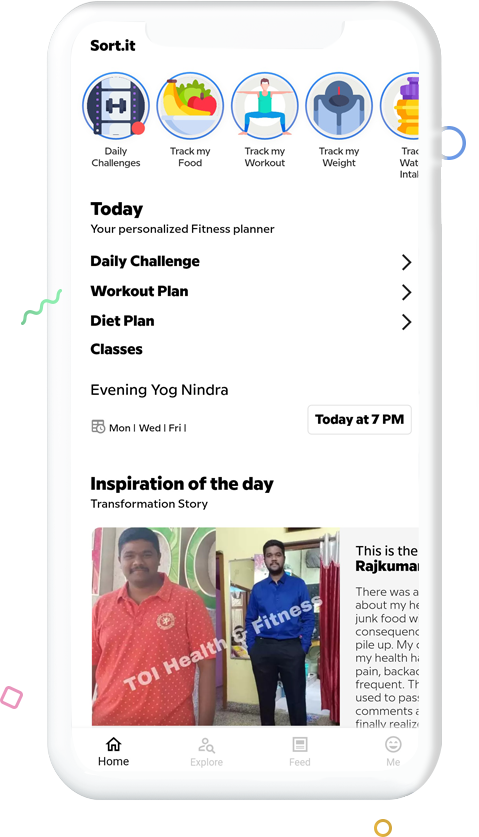 Sort.it
Daily
Challenges
Track my
Food
Track my
Workout
Track my
Weight
Today
Your personalized Fitness planner
Daily Challenge
Workout Plan
Diet Plan
Classes
Evening Yog Nindra
Mon | Wed | Fri |
Today at 7 PM
Inspiration of the day
Transformation Story
TOI Health & Fitness
This is the
Rajkumar
There was a
about my he
junk food w
consequenc
pile up. My c
my health ha
pain, backac
frequent. Th
used to pas
comments a
finally realiz
Home
Explore
Feed
Me